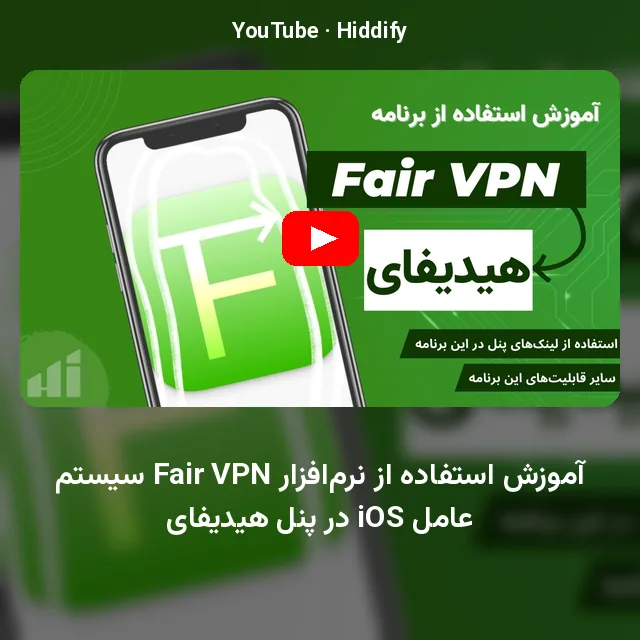 YouTube · Hiddify
آموزش استفاده از برنامه
Fair VPN
هیدیفای
F
استفاده از لینک‌های پنل در این برنامه
سایر قابلیت‌های این برنامه
Hi
آموزش استفاده از نرم‌افزار Fair VPN سیستم
عامل iOS در پنل هیدیفای